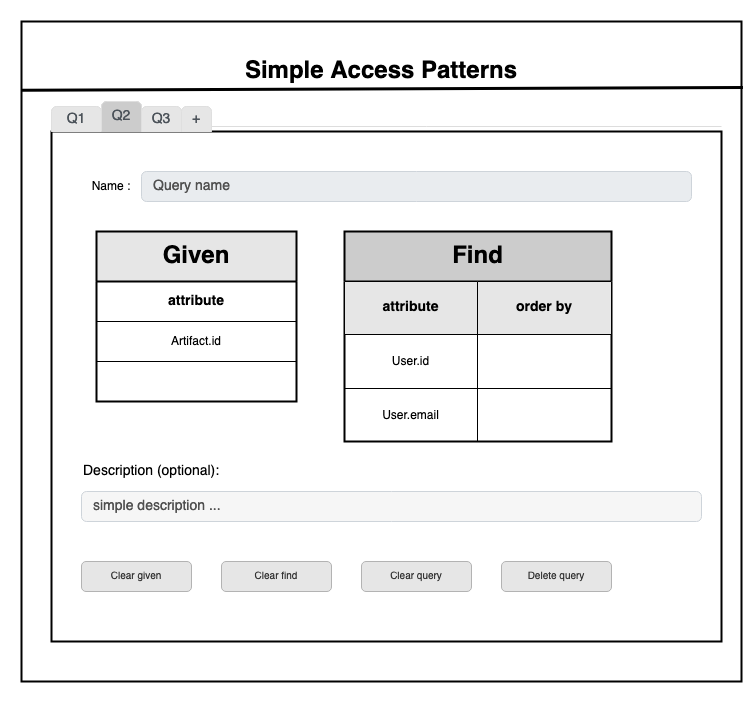 Simple Access Patterns
Q1 Q2 Q3 +
Name : Query name
Given Find
attribute attribute order by
Artifact.id
User.id
User.email
Description (optional):
simple description ...
Clear given Clear find Clear query Delete query